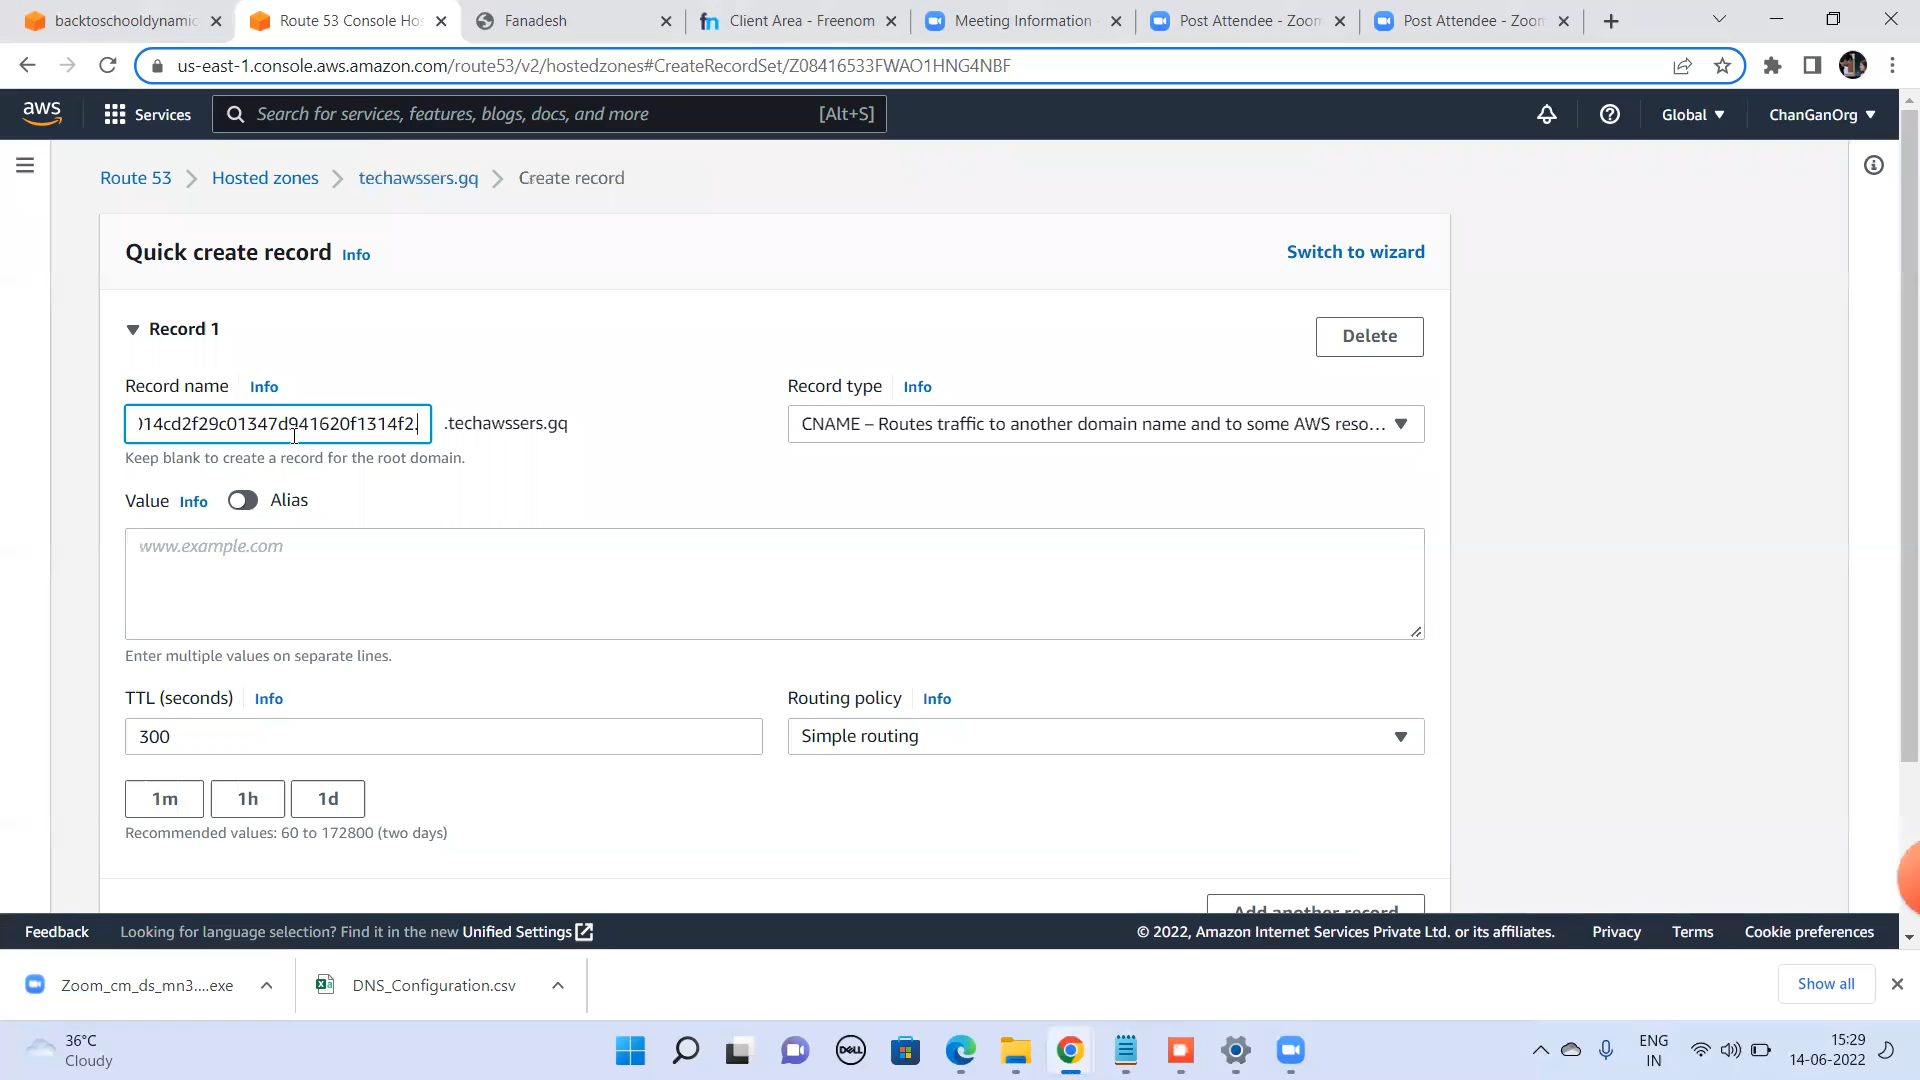 backtoschooldynamic
Route 53 Console Hos
Fanadesh
fn Client Area - Freenom
Meeting Information -
Post Attendee - Zoom
Post Attendee - Zoom
us-east-1.console.aws.amazon.com/route53/v2/hostedzones#CreateRecordSet/Z08416533FWAO1HNG4NBF
aws
Services
Search for services, features, blogs, docs, and more
[Alt+S]
Global
ChanGanOrg
Route 53
Hosted zones
techawssers.gq
Create record
Quick create record
Info
Switch to wizard
Record 1
Delete
Record name
Info
Record type
Info
014cd2f29c01347d941620f1314f2.
.techawssers.gq
CNAME – Routes traffic to another domain name and to some AWS reso...
Keep blank to create a record for the root domain.
Value
Info
Alias
www.example.com
Enter multiple values on separate lines.
TTL (seconds)
Info
Routing policy
Info
300
Simple routing
1m
1h
1d
Recommended values: 60 to 172800 (two days)
Add another record
Feedback
Looking for language selection? Find it in the new Unified Settings
© 2022, Amazon Internet Services Private Ltd. or its affiliates.
Privacy
Terms
Cookie preferences
Zoom_cm_ds_mn3....exe
DNS_Configuration.csv
Show all
36°C
Cloudy
DELL
ENG
IN
15:29
14-06-2022